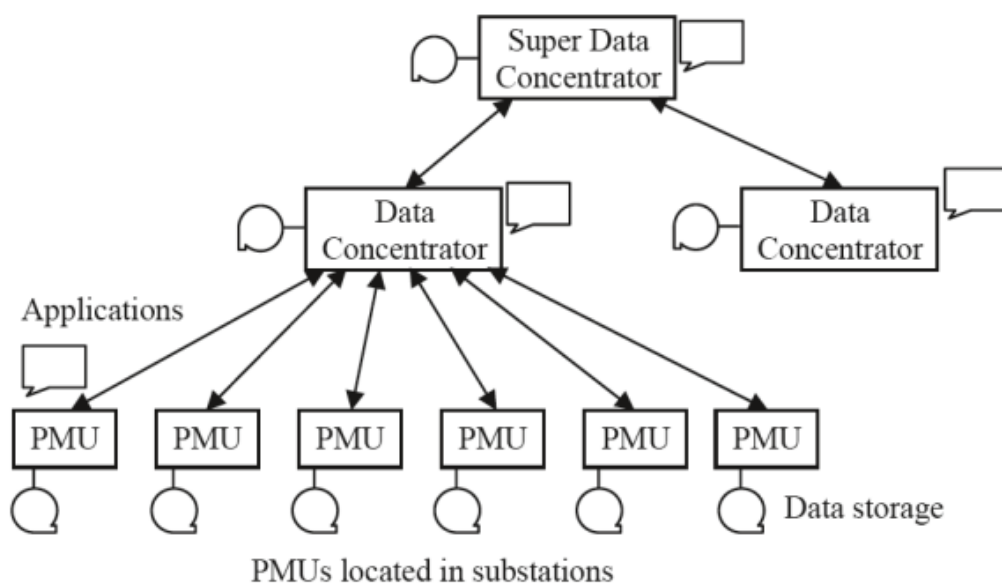 Super Data
Concentrator
Data
Concentrator
Data
Concentrator
Applications
PMU
PMU
PMU
PMU
PMU
PMU
Data storage
PMUs located in substations